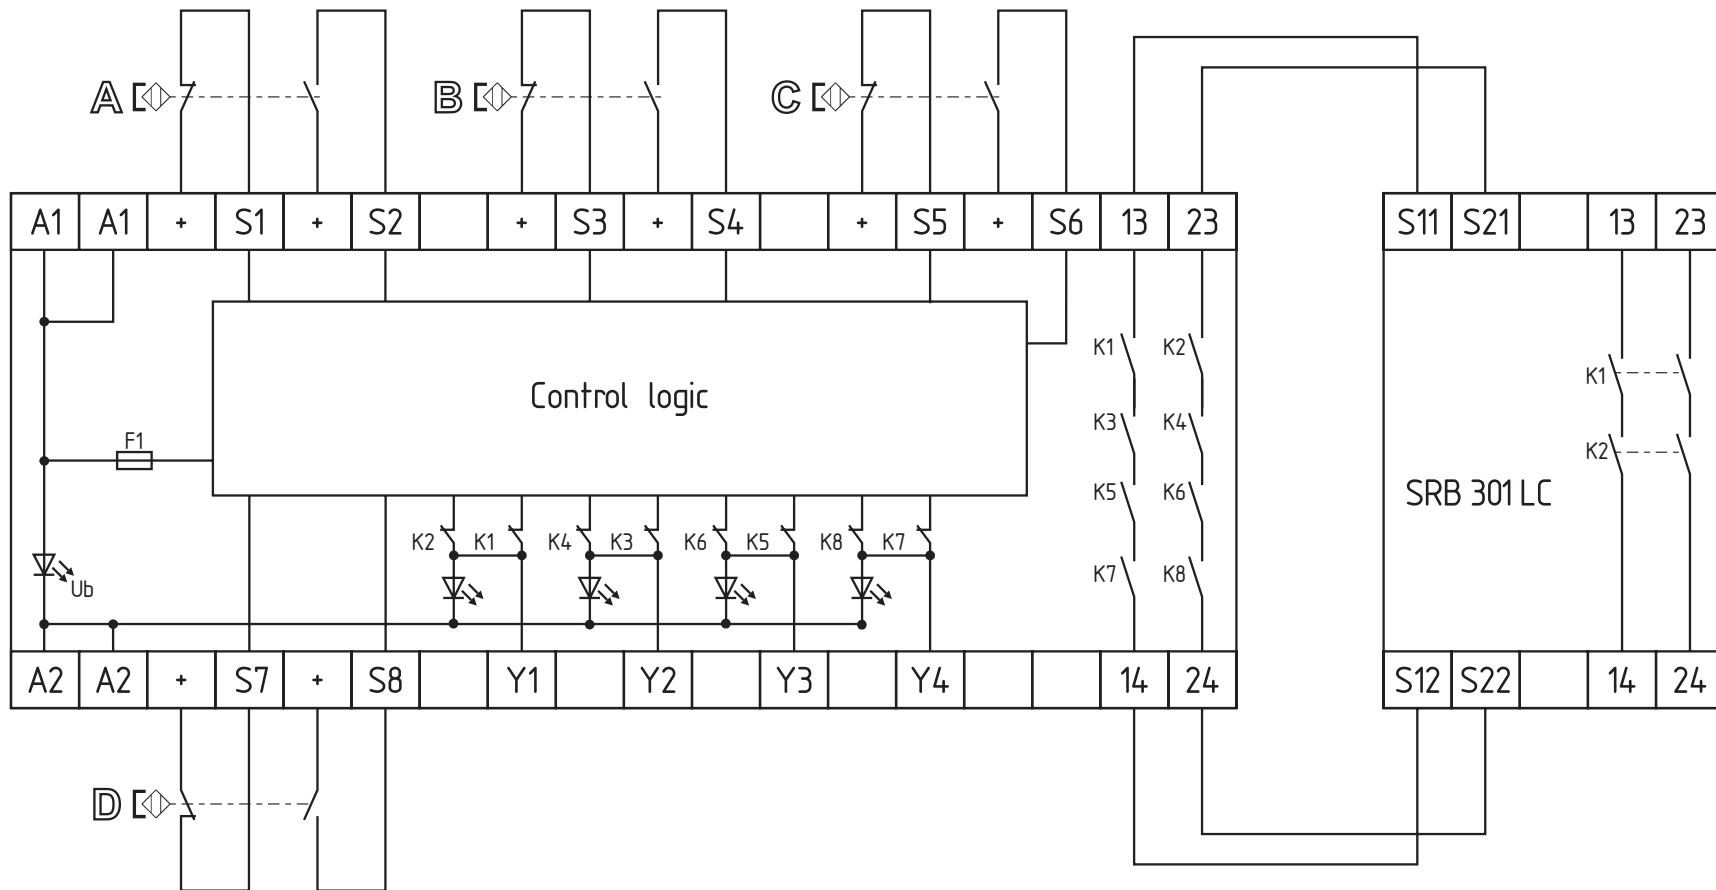 A B C
A1 A1 + S1 + S2 + S3 + S4 + S5 + S6 13 23 S11 S21 13 23
K1 K2
K1
Control logic
K3 K4
F1
K2
K5 K6
SRB 301 LC
K2 K1 K4 K3 K6 K5 K8 K7
K7 K8
Ub
A2 A2 + S7 + S8 Y1 Y2 Y3 Y4 14 24 S12 S22 14 24
D